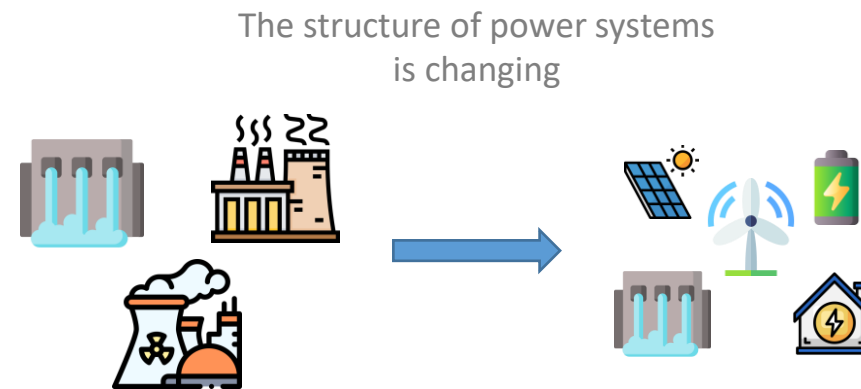 The structure of power systems
is changing